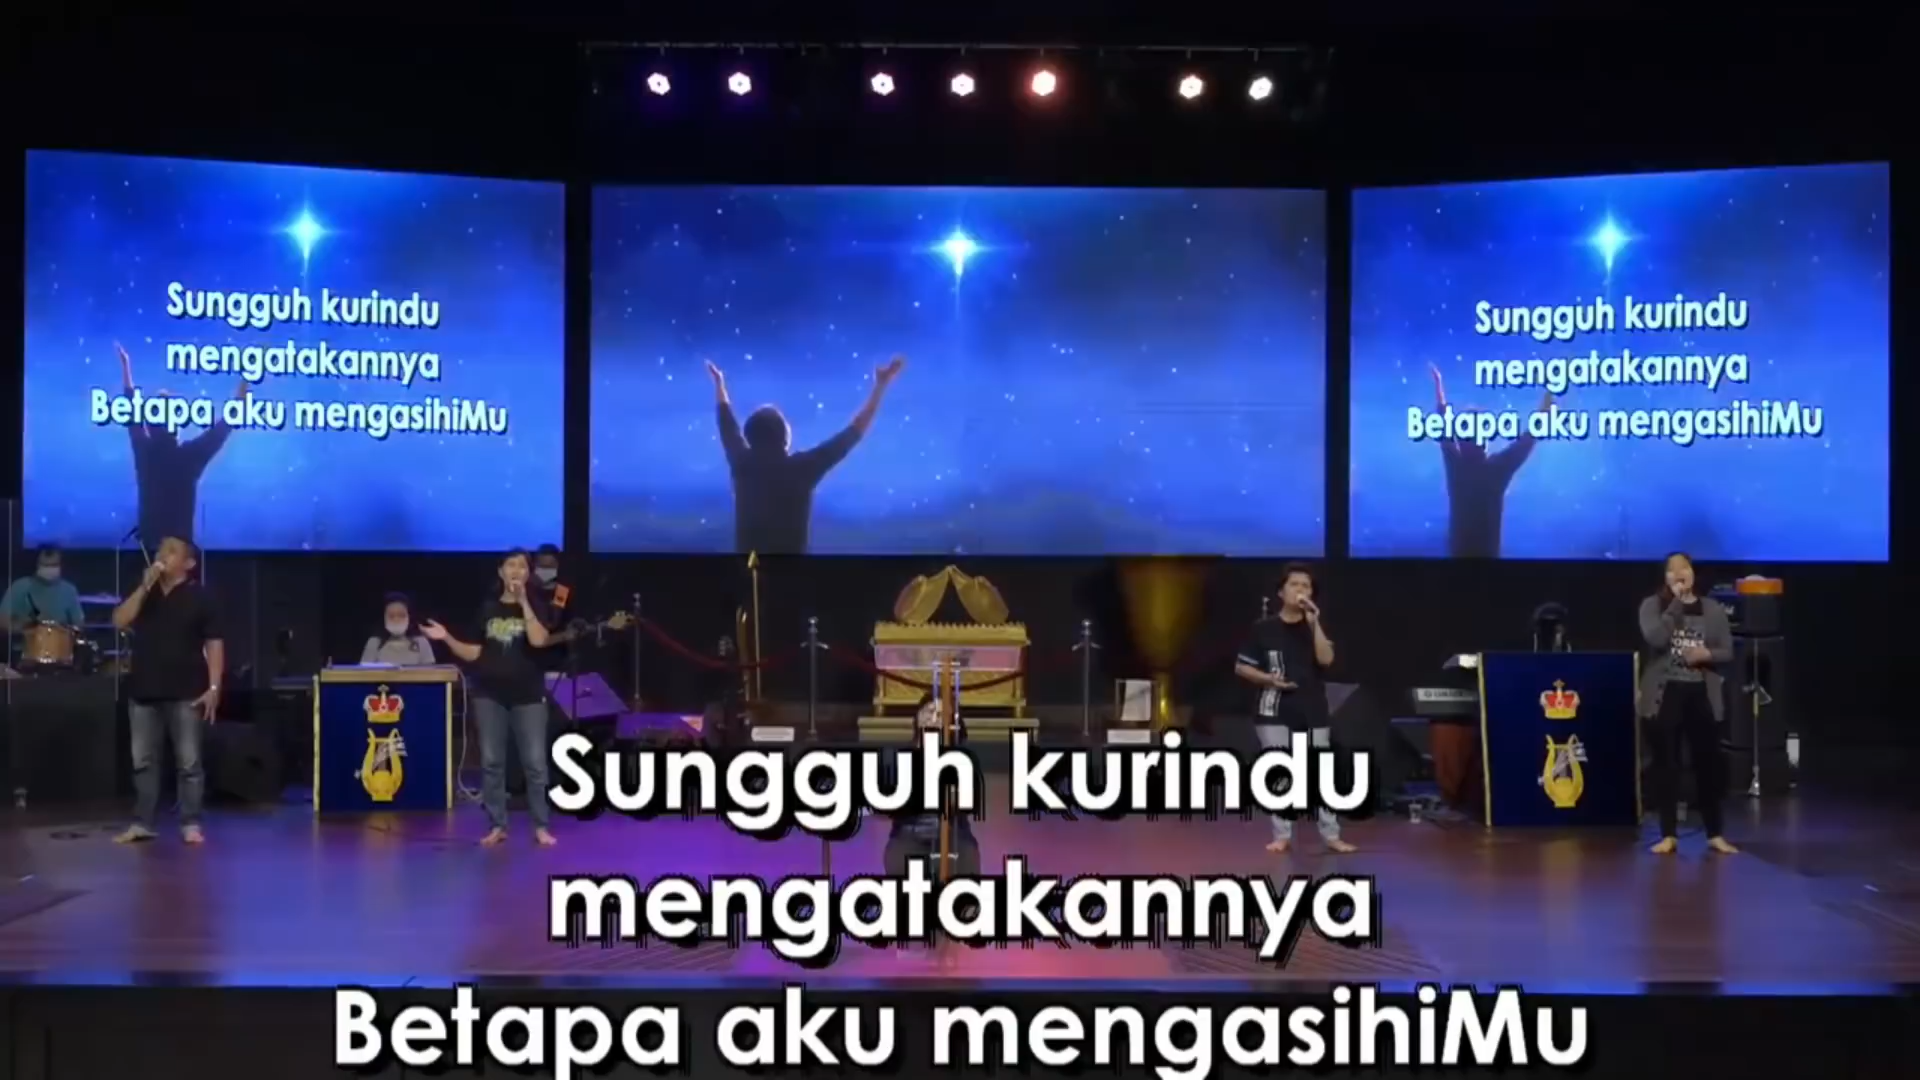 Sungguh kurindu
mengatakannya
Betapa aku mengasihiMu
Sungguh kurindu
mengatakannya
Betapa aku mengasihiMu
Sungguh kurindu
mengatakannya
Betapa aku mengasihiMu